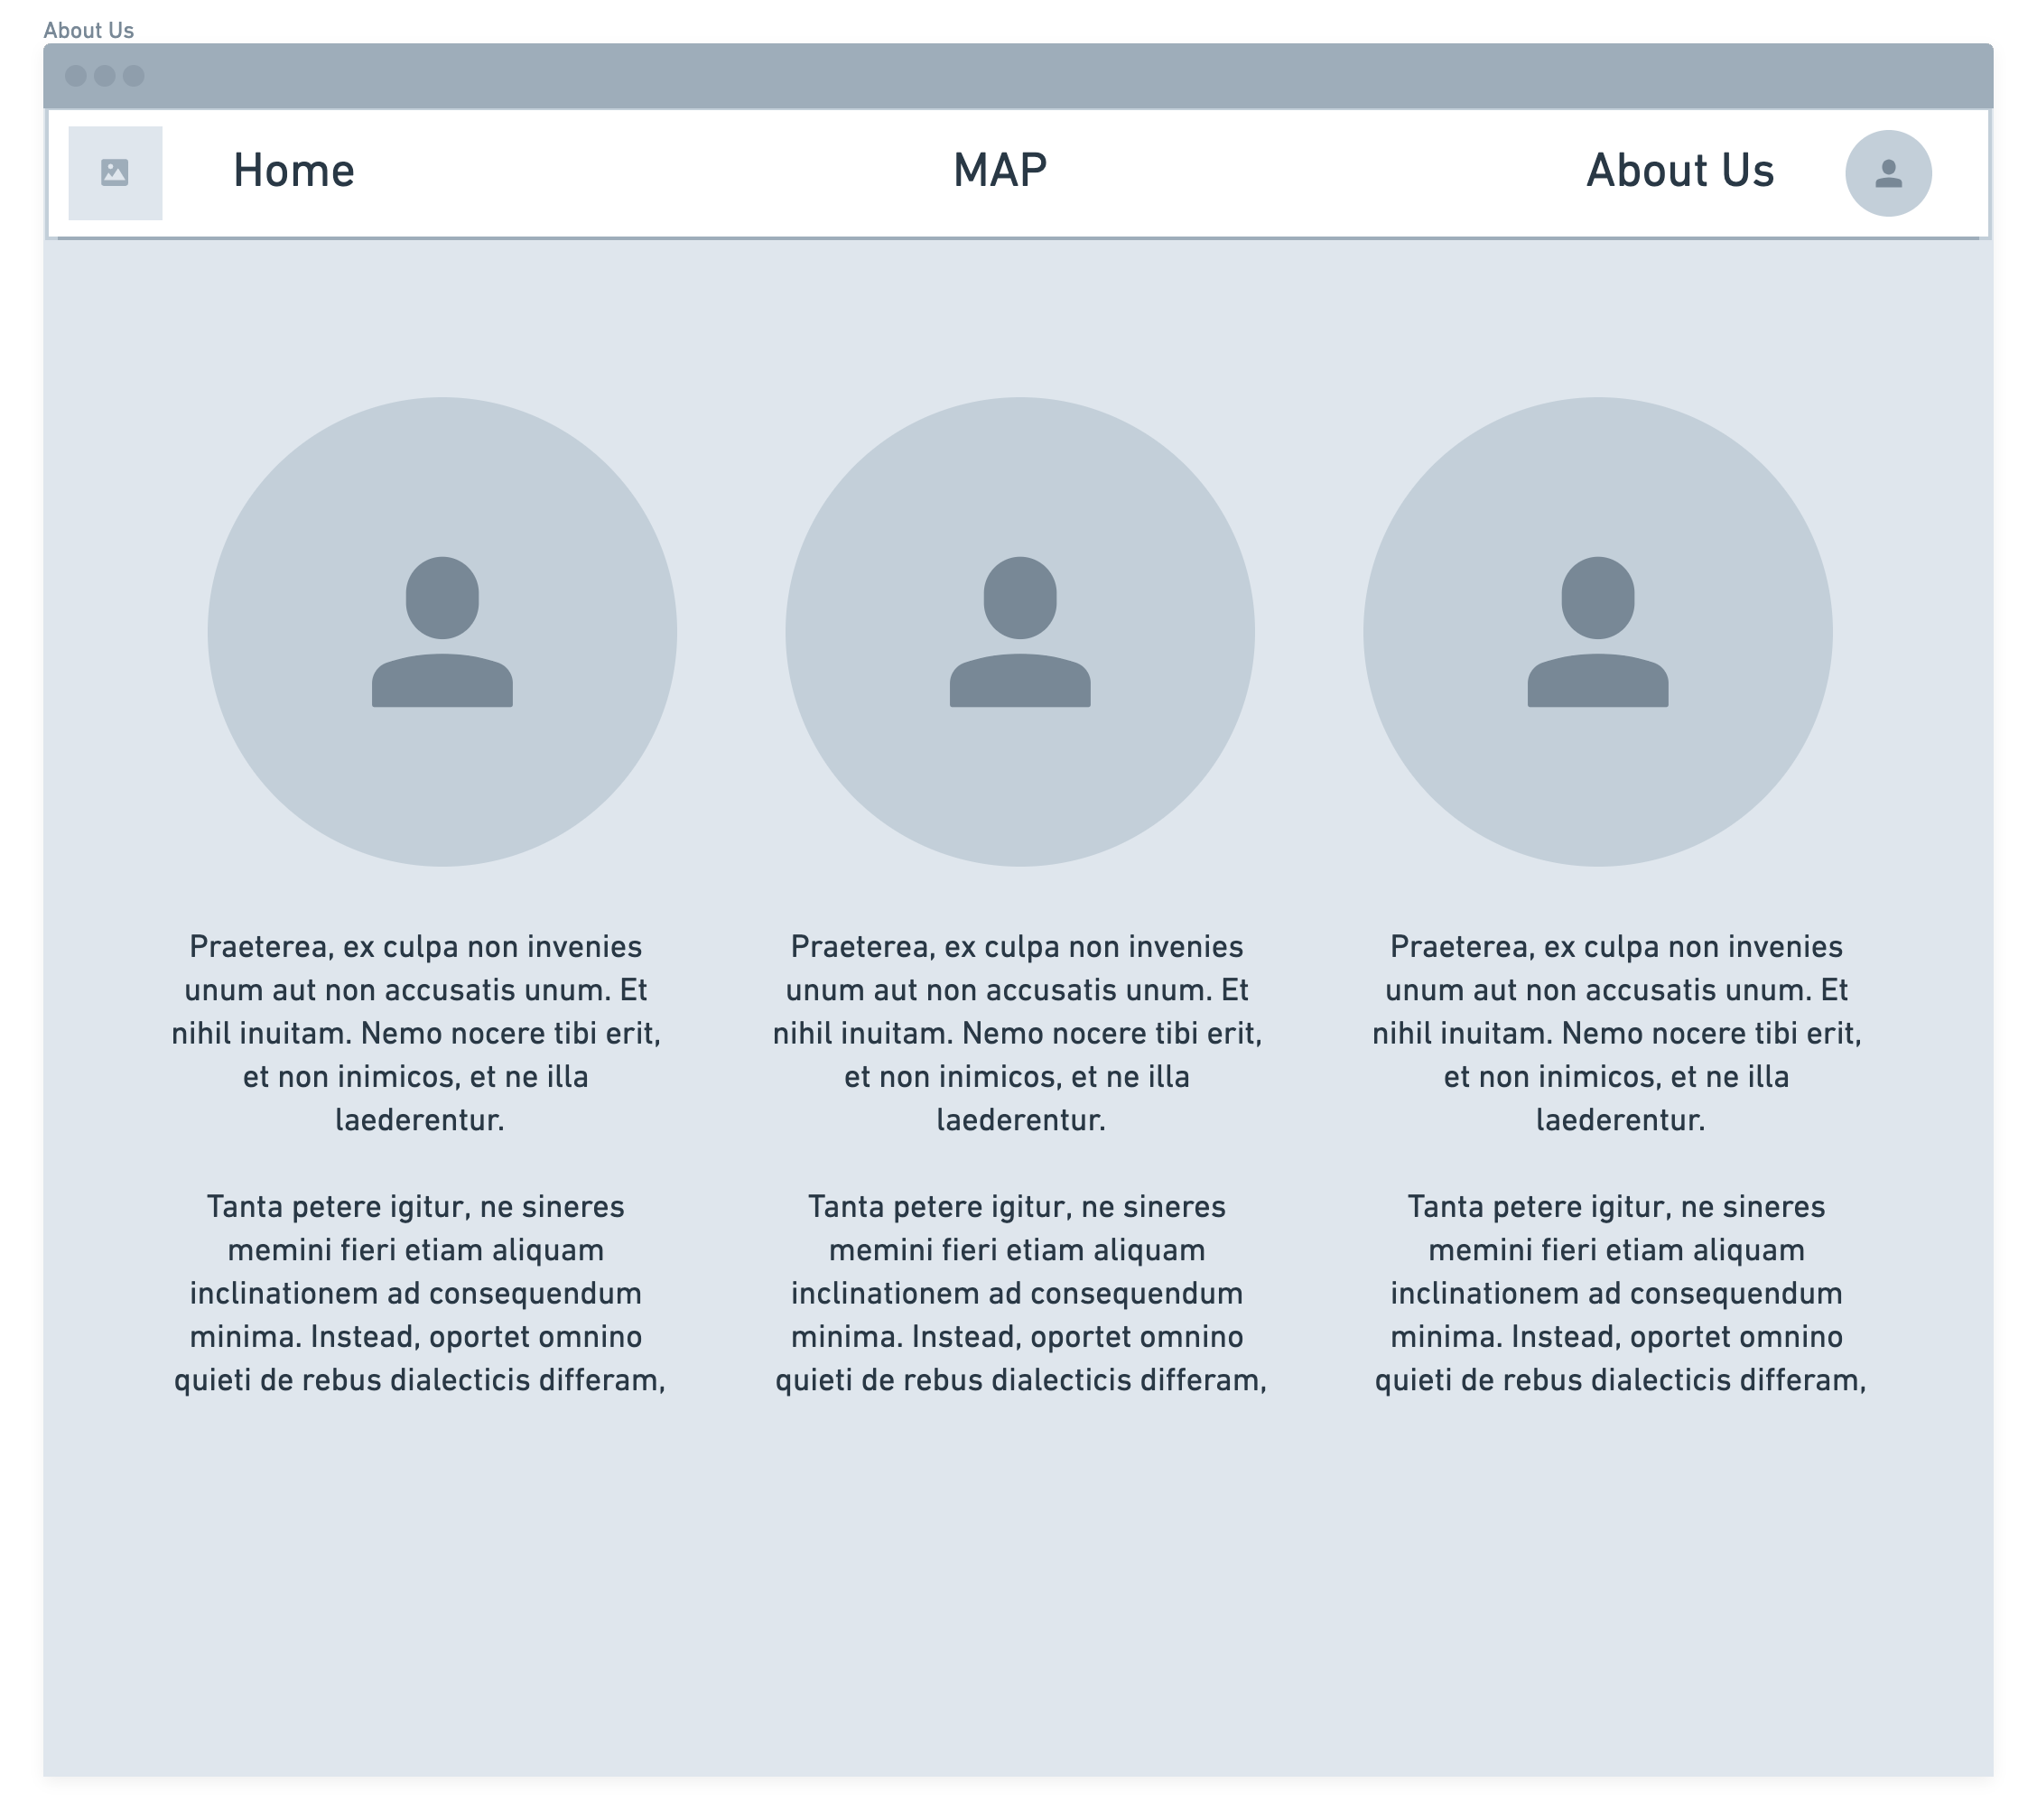 About Us
Home
MAP
About Us
Praeterea, ex culpa non invenies
unum aut non accusatis unum. Et
nihil inuitam. Nemo nocere tibi erit,
et non inimicos, et ne illa
laederentur.
Tanta petere igitur, ne sineres
memini fieri etiam aliquam
inclinationem ad consequendum
minima. Instead, oportet omnino
quieti de rebus dialecticis differam,
Praeterea, ex culpa non invenies
unum aut non accusatis unum. Et
nihil inuitam. Nemo nocere tibi erit,
et non inimicos, et ne illa
laederentur.
Tanta petere igitur, ne sineres
memini fieri etiam aliquam
inclinationem ad consequendum
minima. Instead, oportet omnino
quieti de rebus dialecticis differam,
Praeterea, ex culpa non invenies
unum aut non accusatis unum. Et
nihil inuitam. Nemo nocere tibi erit,
et non inimicos, et ne illa
laederentur.
Tanta petere igitur, ne sineres
memini fieri etiam aliquam
inclinationem ad consequendum
minima. Instead, oportet omnino
quieti de rebus dialecticis differam,